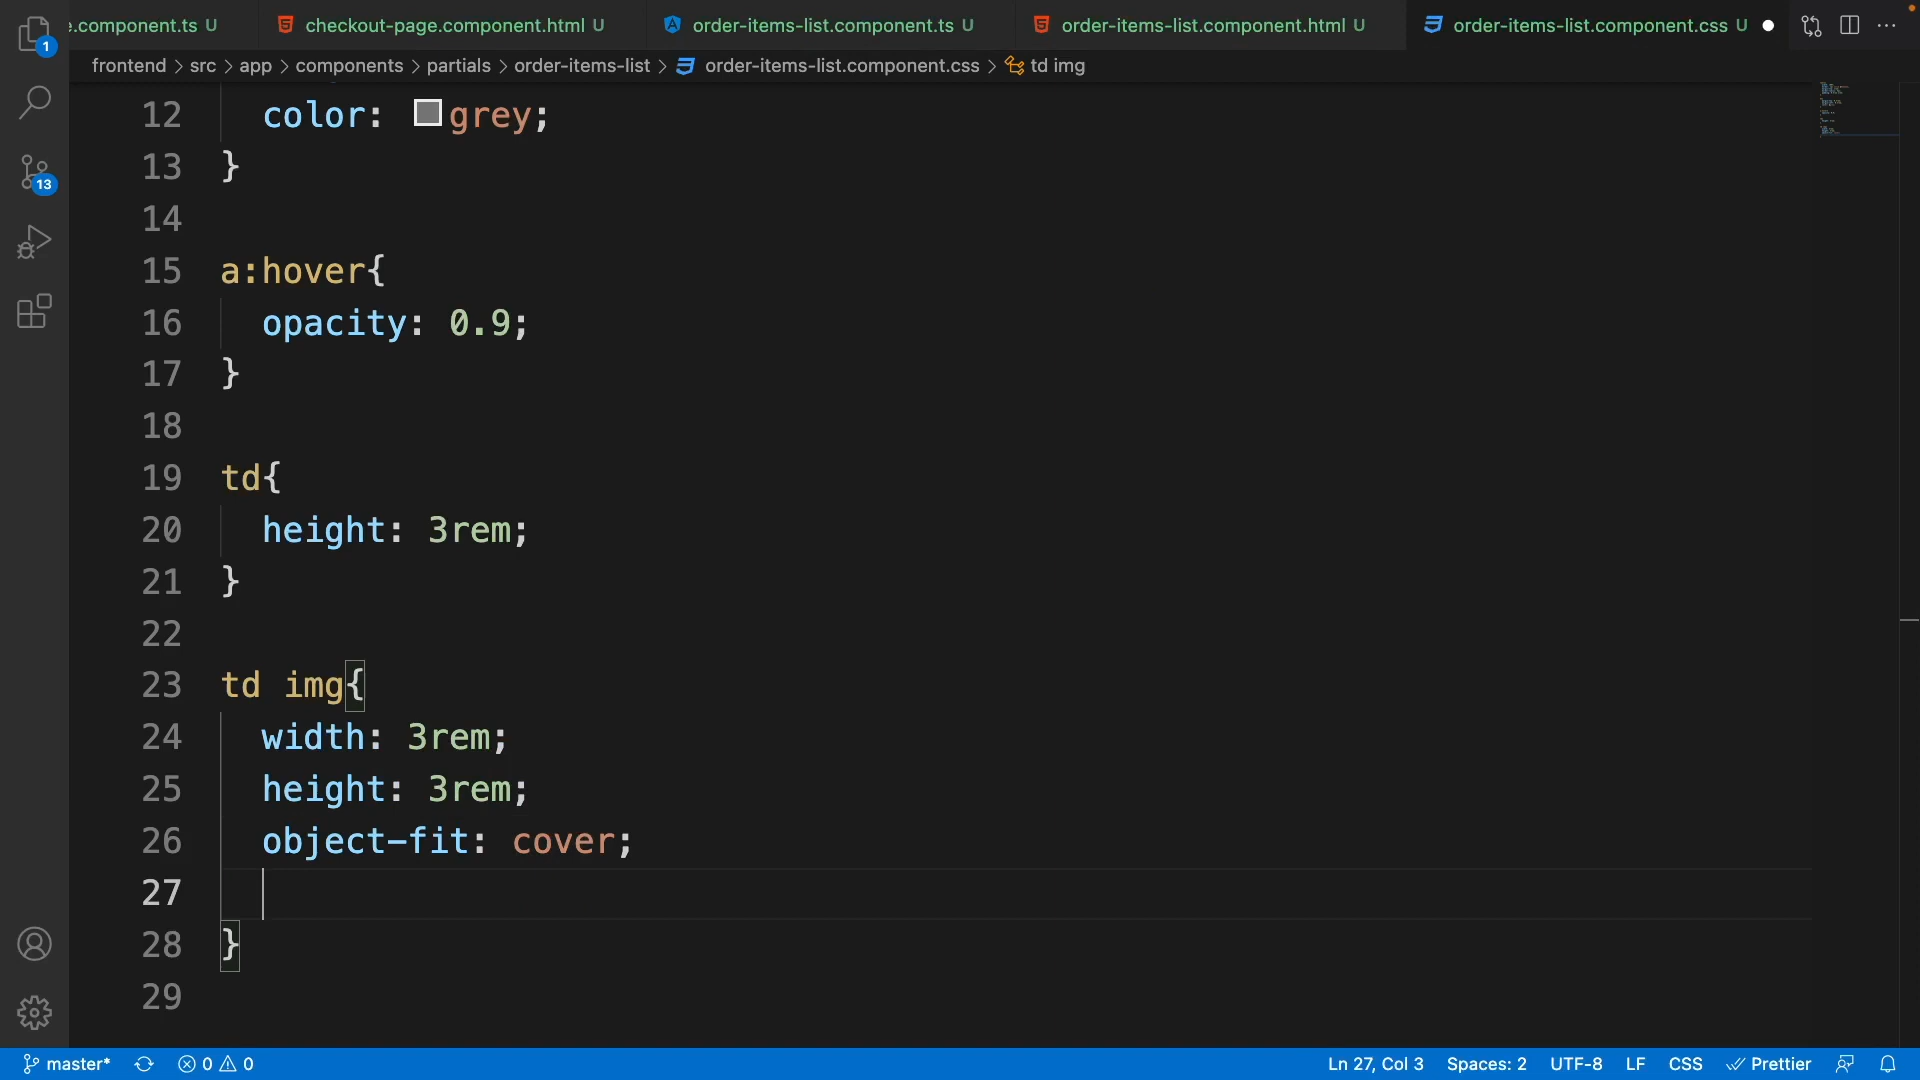 .component.ts U checkout-page.component.html U order-items-list.component.ts U order-items-list.component.html U order-items-list.component.css U
1
frontend > src > app > components > partials > order-items-list > order-items-list.component.css > td img
12 color: grey;
13 }
14
15 a:hover{
16 opacity: 0.9;
17 }
18
19 td{
20 height: 3rem;
21 }
22
23 td img{
24 width: 3rem;
25 height: 3rem;
26 object-fit: cover;
27
28 }
29
13
master* 0 0 Ln 27, Col 3 Spaces: 2 UTF-8 LF CSS Prettier